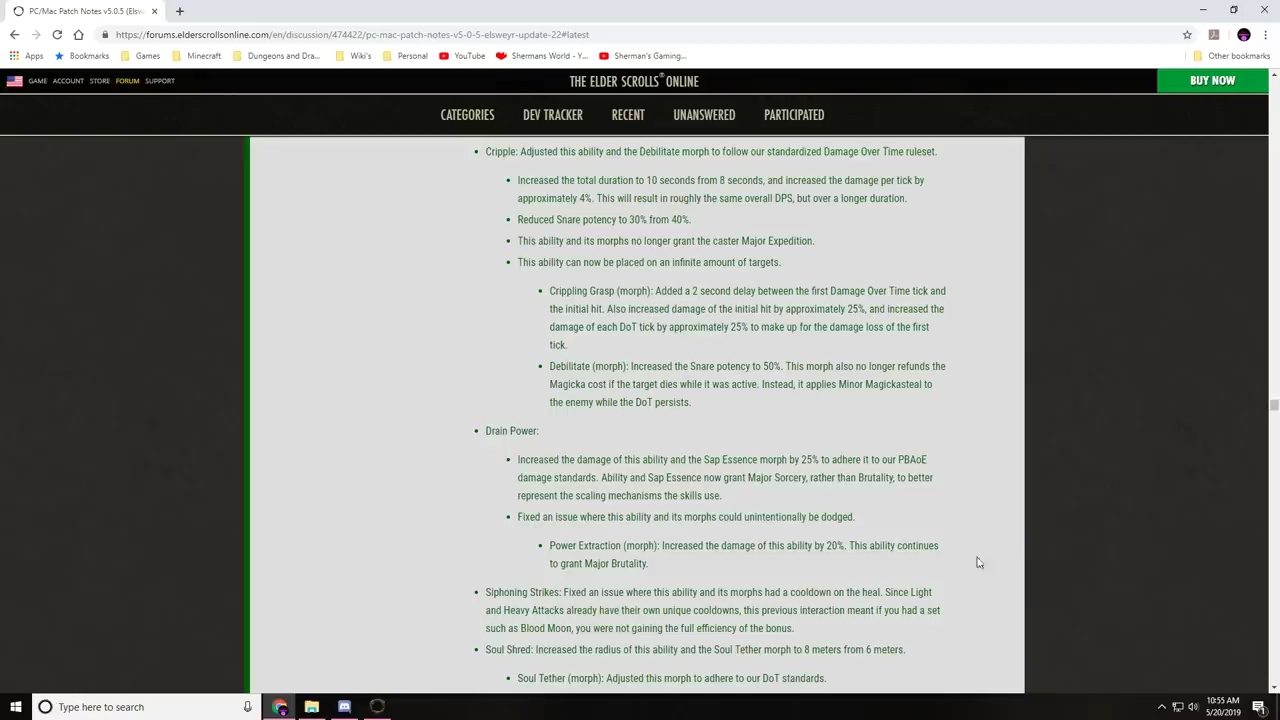 PC/Mac Patch Notes v5.0.5 (Elsw
https://forums.elderscrollsonline.com/en/discussion/474422/pc-mac-patch-notes-v5-0-5-elsweyr-update-22#latest
Apps Bookmarks Games Minecraft Dungeons and Dra... Wiki's Personal YouTube Shermans World - Y... Sherman's Gaming... Other bookmarks
GAME ACCOUNT STORE FORUM SUPPORT THE ELDER SCROLLS® ONLINE BUY NOW
CATEGORIES DEV TRACKER RECENT UNANSWERED PARTICIPATED
• Cripple: Adjusted this ability and the Debilitate morph to follow our standardized Damage Over Time ruleset.
• Increased the total duration to 10 seconds from 8 seconds, and increased the damage per tick by
approximately 4%. This will result in roughly the same overall DPS, but over a longer duration.
• Reduced Snare potency to 30% from 40%.
• This ability and its morphs no longer grant the caster Major Expedition.
• This ability can now be placed on an infinite amount of targets.
• Crippling Grasp (morph): Added a 2 second delay between the first Damage Over Time tick and
the initial hit. Also increased damage of the initial hit by approximately 25%, and increased the
damage of each DoT tick by approximately 25% to make up for the damage loss of the first
tick.
• Debilitate (morph): Increased the Snare potency to 50%. This morph also no longer refunds the
Magicka cost if the target dies while it was active. Instead, it applies Minor Magickasteal to
the enemy while the DoT persists.
• Drain Power:
• Increased the damage of this ability and the Sap Essence morph by 25% to adhere it to our PBAoE
damage standards. Ability and Sap Essence now grant Major Sorcery, rather than Brutality, to better
represent the scaling mechanisms the skills use.
• Fixed an issue where this ability and its morphs could unintentionally be dodged.
• Power Extraction (morph): Increased the damage of this ability by 20%. This ability continues
to grant Major Brutality.
• Siphoning Strikes: Fixed an issue where this ability and its morphs had a cooldown on the heal. Since Light
and Heavy Attacks already have their own unique cooldowns, this previous interaction meant if you had a set
such as Blood Moon, you were not gaining the full efficiency of the bonus.
• Soul Shred: Increased the radius of this ability and the Soul Tether morph to 8 meters from 6 meters.
• Soul Tether (morph): Adjusted this morph to adhere to our DoT standards.
Type here to search
10:55 AM
5/20/2019
1